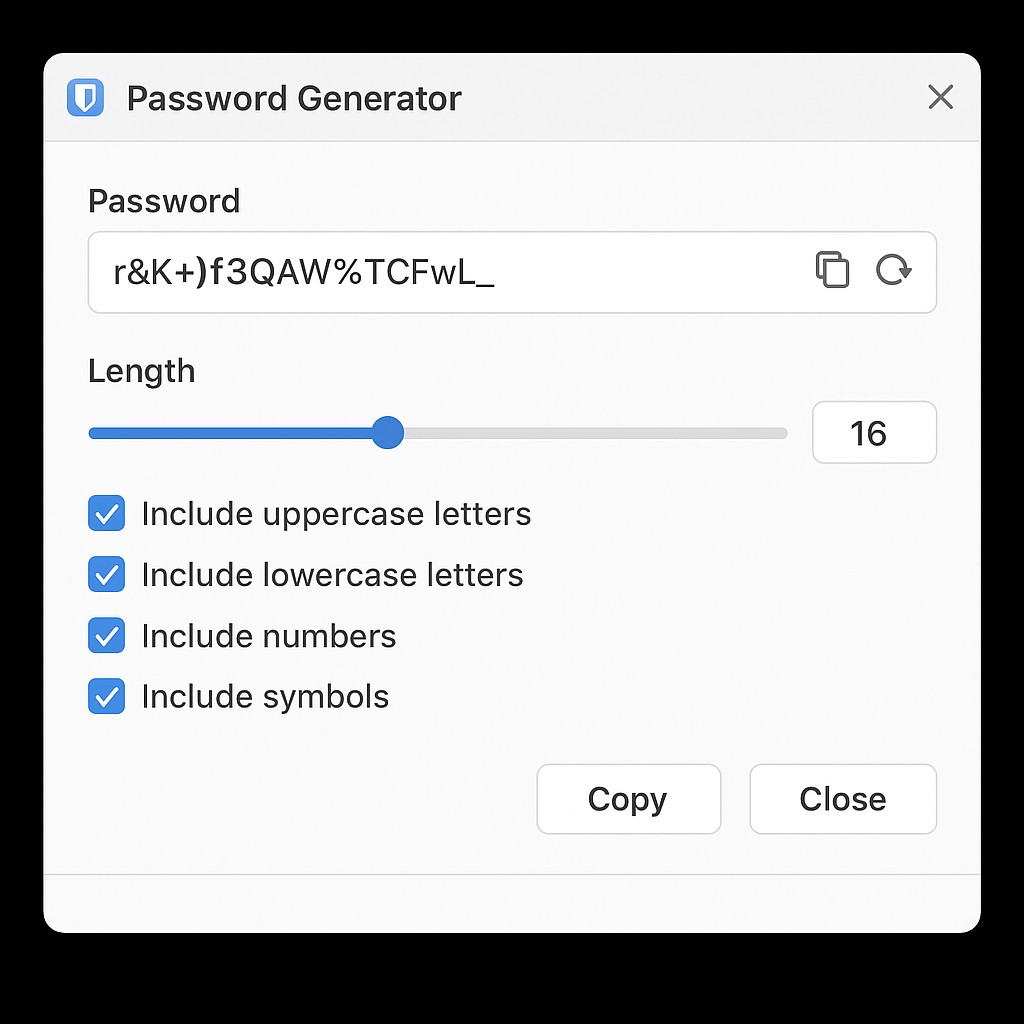 Password Generator
Password
r&K+)f3QAW%TCFwL_
Length
16
Include uppercase letters
Include lowercase letters
Include numbers
Include symbols
Copy
Close